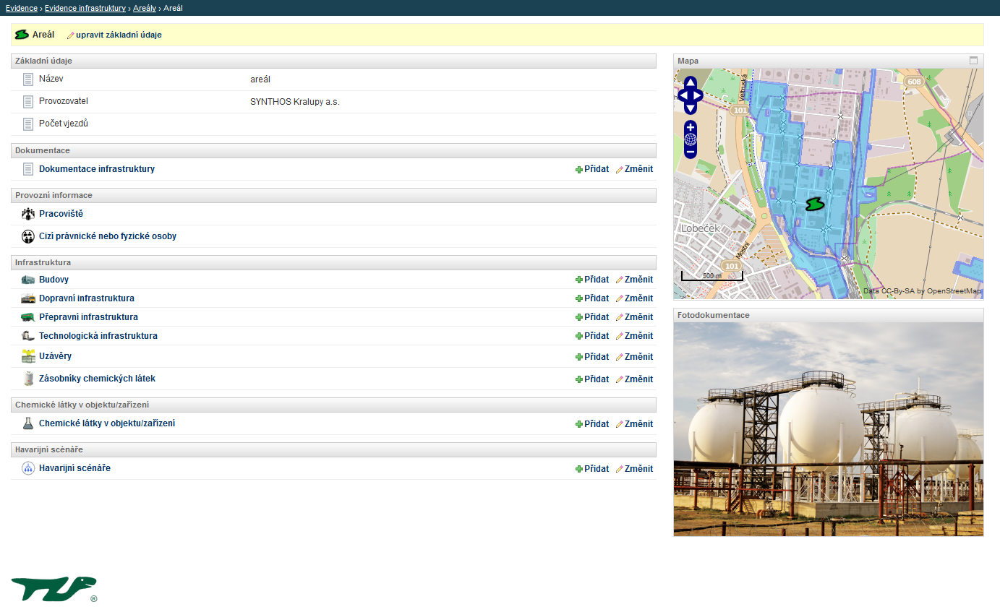 Evidence › Evidence infrastruktury › Areály › Areál
Areál upravit základní údaje
Základní údaje
Název areál
Provozovatel SYNTHOS Kralupy a.s.
Počet vjezdů
Dokumentace
Dokumentace infrastruktury Přidat Změnit
Provozní informace
Pracoviště
Cizí právnické nebo fyzické osoby
Infrastruktura
Budovy Přidat Změnit
Dopravní infrastruktura Přidat Změnit
Přepravní infrastruktura Přidat Změnit
Technologická infrastruktura Přidat Změnit
Uzávěry Přidat Změnit
Zásobníky chemických látek Přidat Změnit
Chemické látky v objektu/zařízení
Chemické látky v objektu/zařízení Přidat Změnit
Havarijní scénáře
Havarijní scénáře Přidat Změnit
Mapa
Veltruská
608
101
Lobeček
Mostní
101
500 m
Data CC-By-SA by OpenStreetMap
Fotodokumentace
®